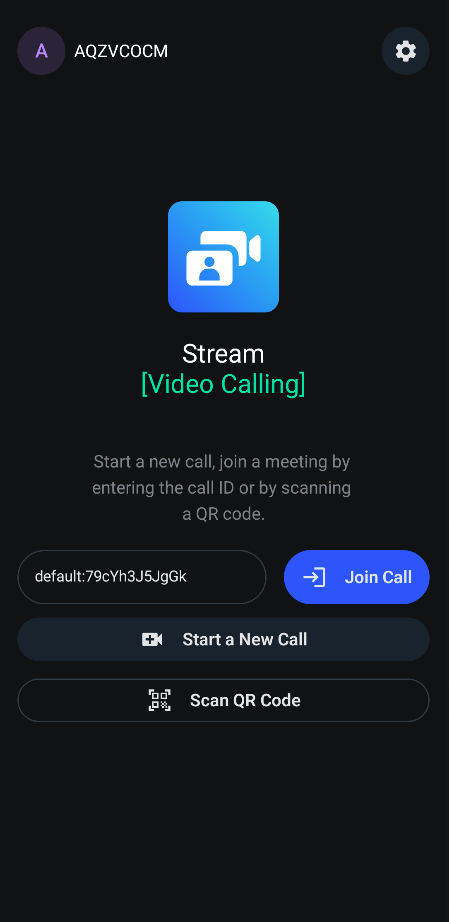 A AQZVCOCM
Stream
[Video Calling]
Start a new call, join a meeting by
entering the call ID or by scanning
a QR code.
default:79cYh3J5JgGk
Join Call
Start a New Call
Scan QR Code